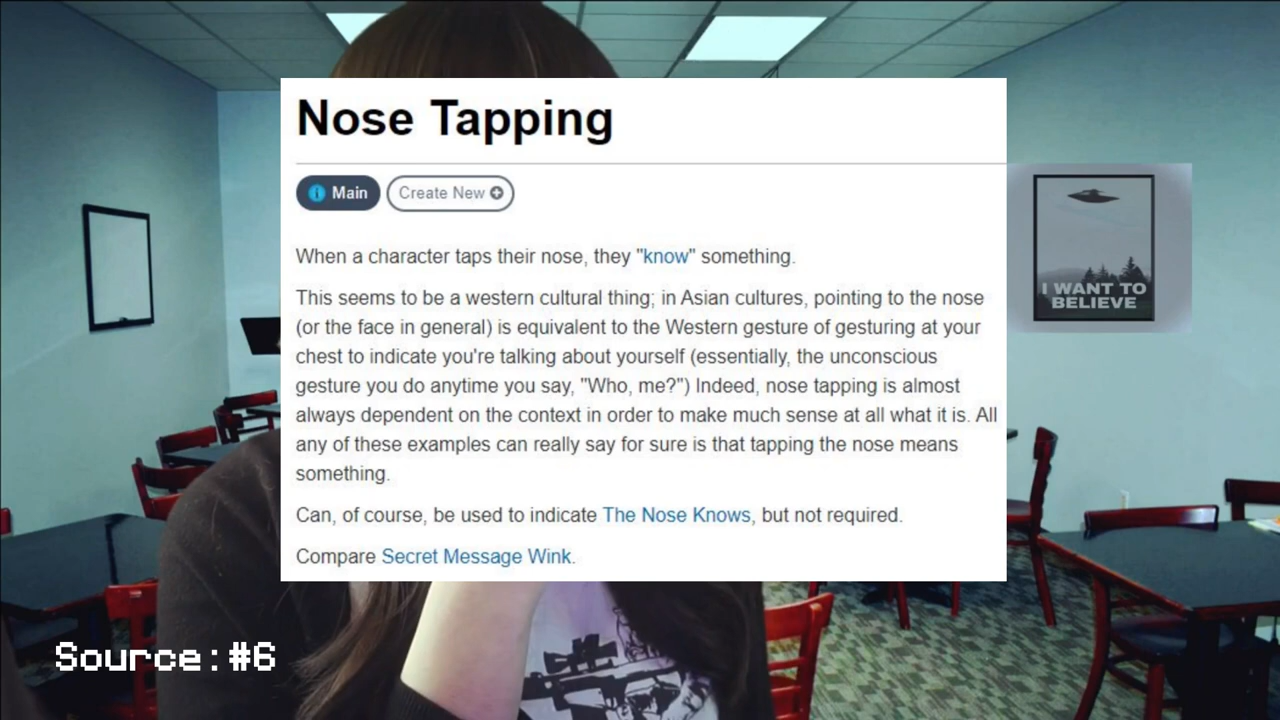 Nose Tapping
Main
Create New
When a character taps their nose, they "know" something.
This seems to be a western cultural thing; in Asian cultures, pointing to the nose
(or the face in general) is equivalent to the Western gesture of gesturing at your
chest to indicate you're talking about yourself (essentially, the unconscious
gesture you do anytime you say, "Who, me?") Indeed, nose tapping is almost
always dependent on the context in order to make much sense at all what it is. All
any of these examples can really say for sure is that tapping the nose means
something.
Can, of course, be used to indicate The Nose Knows, but not required.
Compare Secret Message Wink.
I WANT TO
BELIEVE
Source:#6